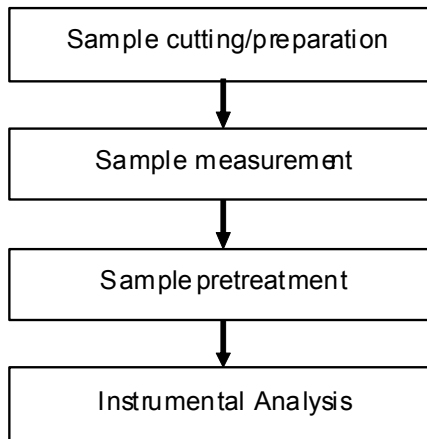 Sample cutting/preparation
Sample measurement
Sample pretreatment
Instrumental Analysis